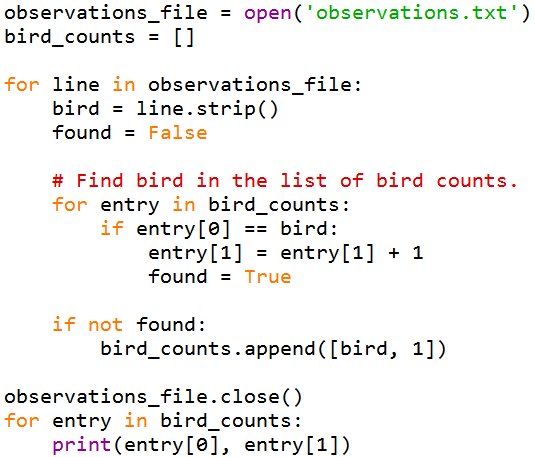 observations_file = open('observations.txt')
bird_counts = []

for line in observations_file:
    bird = line.strip()
    found = False

    # Find bird in the list of bird counts.
    for entry in bird_counts:
        if entry[0] == bird:
            entry[1] = entry[1] + 1
            found = True

    if not found:
        bird_counts.append([bird, 1])

observations_file.close()
for entry in bird_counts:
    print(entry[0], entry[1])